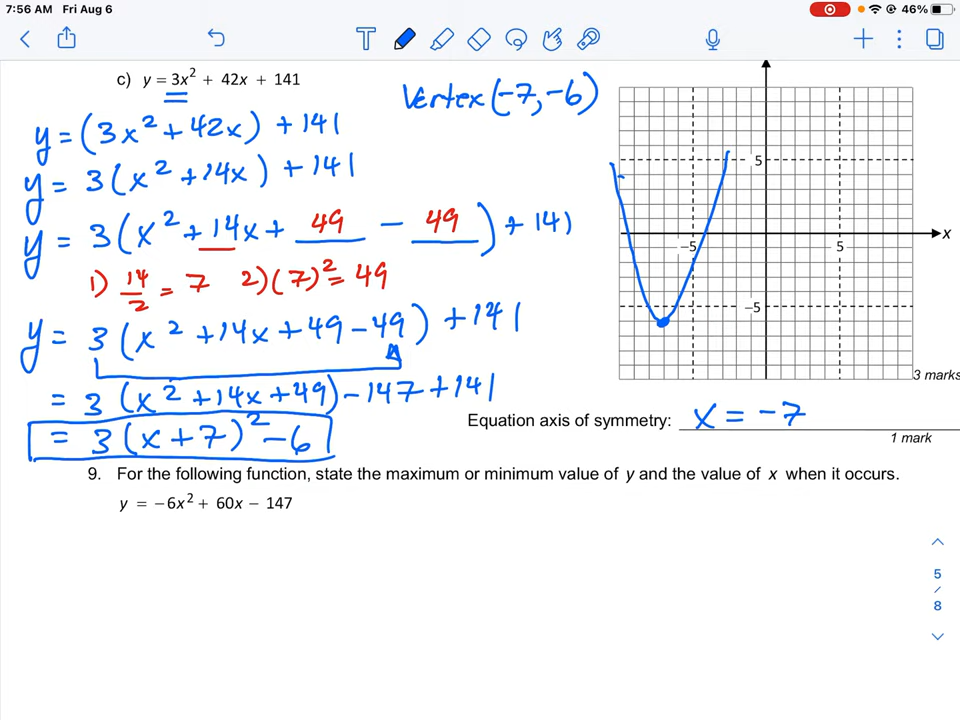 7:56 AM Fri Aug 6
46%
c) y = 3x² + 42x + 141
Vertex(-7, -6)
y = (3x² + 42x) + 141
y = 3(x² + 14x) + 141
y = 3(x² + 14x + 49 - 49) + 141
1) 14/2 = 7 2) (7)² = 49
y = 3(x² + 14x + 49 - 49) + 141
= 3(x² + 14x + 49) - 147 + 141
= 3(x + 7)² - 6
5
-5
5
x
-5
3 marks
Equation axis of symmetry: x = -7
1 mark
9. For the following function, state the maximum or minimum value of y and the value of x when it occurs.
y = −6x² + 60x − 147
5
/
8